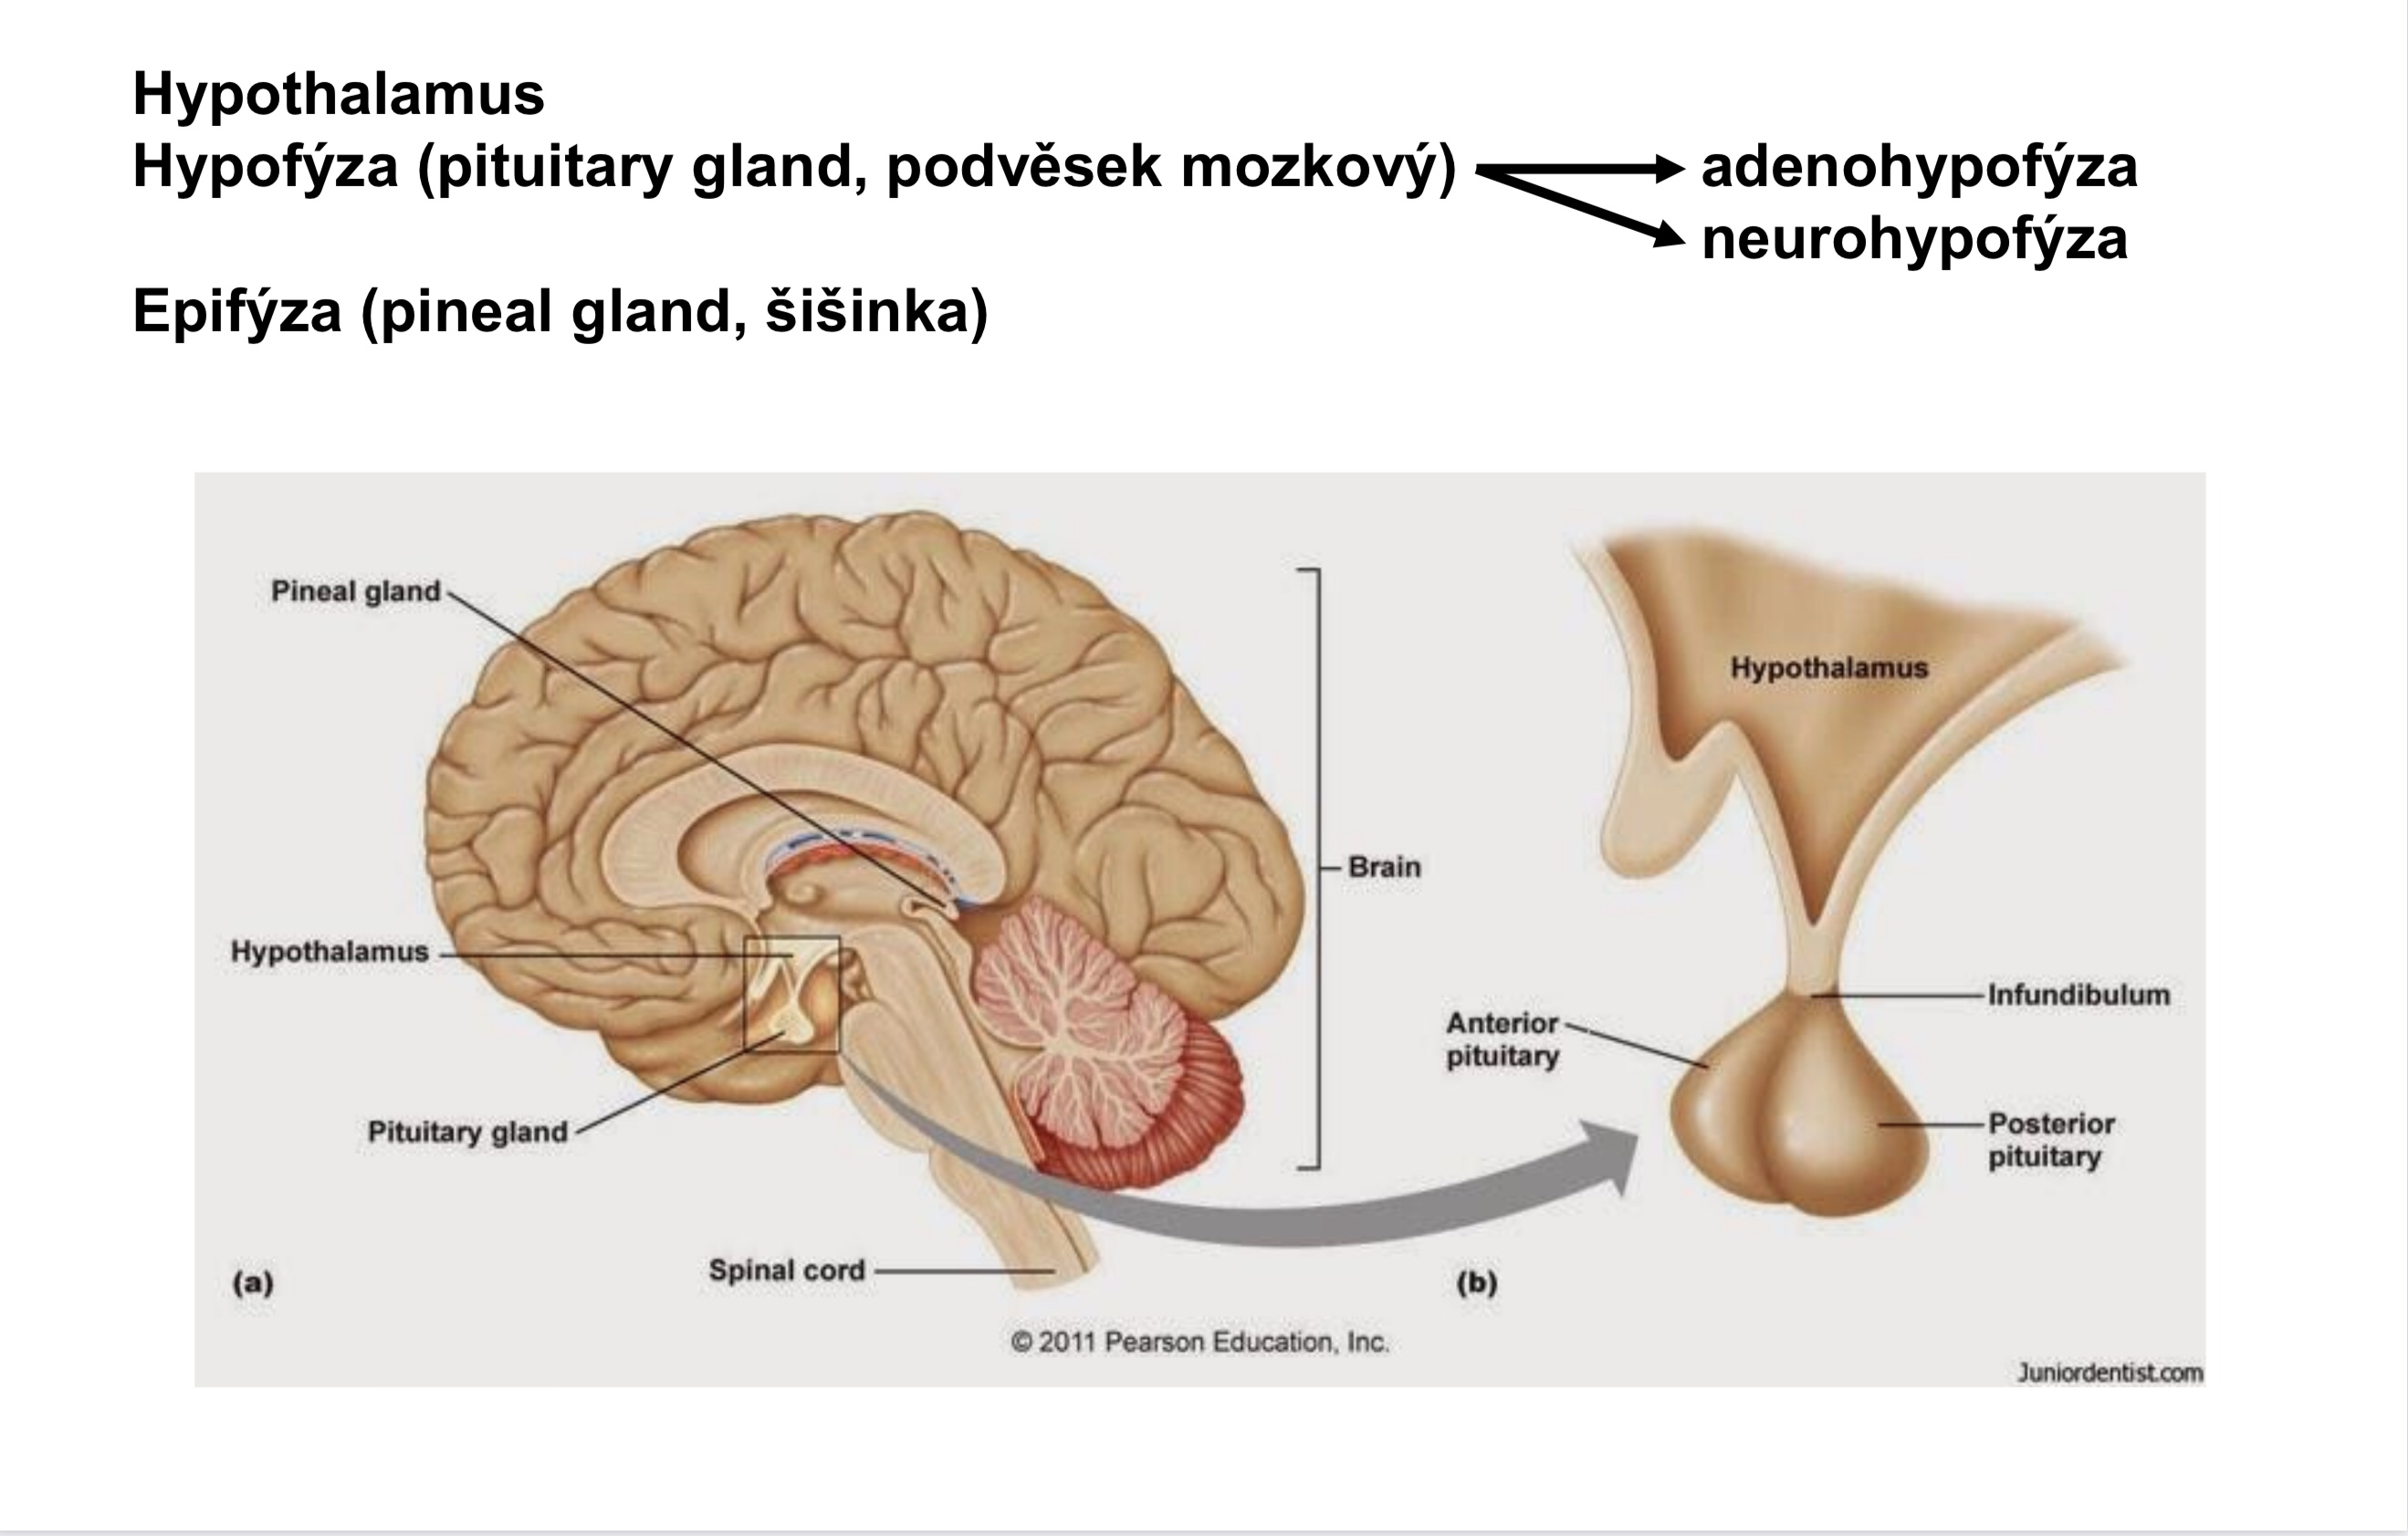 Hypothalamus
Hypofýza (pituitary gland, podvěsek mozkový)
adenohypofýza
neurohypofýza
Epifýza (pineal gland, šišinka)
Pineal gland
Hypothalamus
Pituitary gland
Spinal cord
Brain
(a)
Hypothalamus
Infundibulum
Anterior
pituitary
Posterior
pituitary
(b)
© 2011 Pearson Education, Inc.
Juniordentist.com